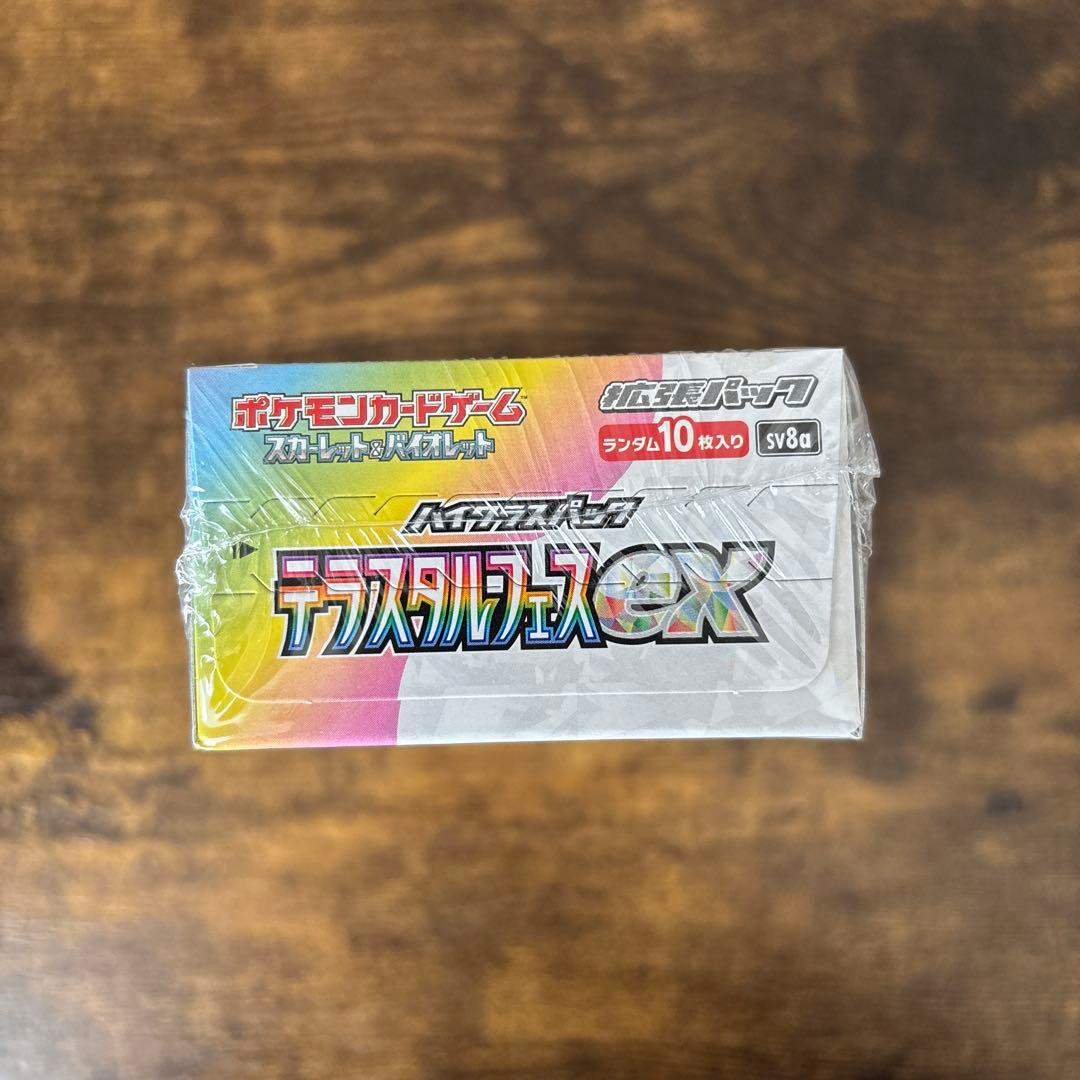 ポケモンカードゲーム™
スカーレット&バイオレット
拡張パック
ランダム10枚入り
SV8a
ハイクラスパック
テラスタルフェスex